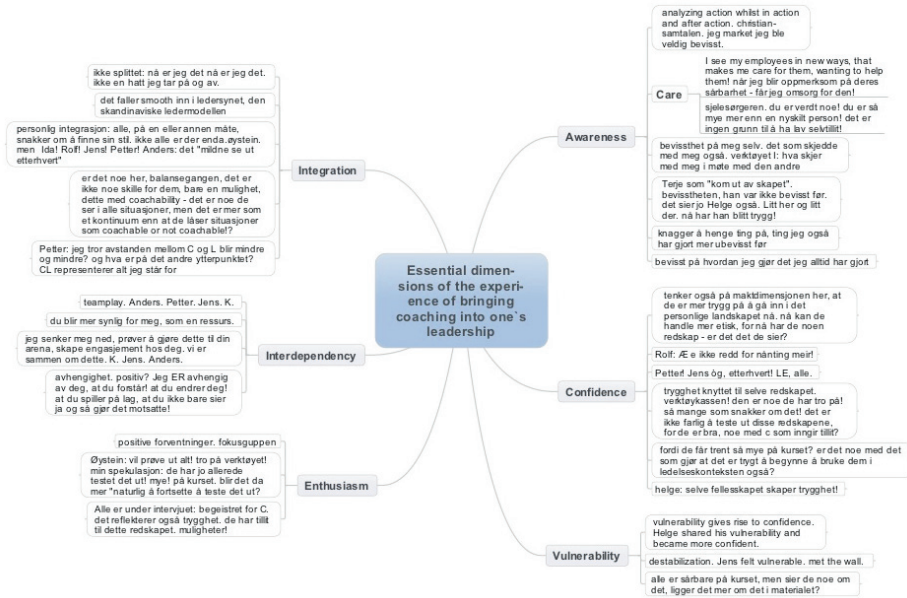 Essential dimen-
sions of the experi-
ence of bringing
coaching into one`s
leadership
Awareness
analyzing action whilst in action
and after action. christian-
samtalen. jeg market jeg ble
veldig bevisst.
Care
I see my employees in new ways, that
makes me care for them, wanting to help
them! når jeg blir oppmerksom på deres
sårbarhet - får jeg omsorg for den!
sjelesørgeren. du er verdt noe! du er så
mye mer enn en nyskilt person! det er
ingen grunn til å ha lav selvtillit!
bevissthet på meg selv. det som skjedde
med meg også. verktøyet I: hva skjer
med meg i møte med den andre
Terje som "kom ut av skapet".
bevisstheten, han var ikke bevisst før.
det sier jo Helge også. Litt her og litt
der. nå har han blitt trygg!
knagger å henge ting på, ting jeg også
har gjort mer ubevisst før
bevisst på hvordan jeg gjør det jeg alltid har gjort
Confidence
tenker også på maktdimensjonen her, at
de er mer trygg på å gå inn i det
personlige landskapet nå. nå kan de
handle mer etisk, for nå har de noen
redskap - er det det de sier?
Rolf: Æ e ikke redd for nånting meir!
Petter! Jens òg, etterhvert! LE, alle.
trygghet knyttet til selve redskapet.
verktøykassen! den er noe de har tro på!
så mange som snakker om det! det er
ikke farlig å teste ut disse redskapene,
for de er bra, noe med c som inngir tillit?
fordi de får trent så mye på kurset? er det noe med det
som gjør at det er trygt å begynne å bruke dem i
ledelseskonteksten også?
helge: selve fellesskapet skaper trygghet!
Vulnerability
vulnerability gives rise to confidence.
Helge shared his vulnerability and
became more confident.
destabilization. Jens felt vulnerable. met the wall.
alle er sårbare på kurset, men sier de noe om
det, ligger det mer om det i materialet?
Integration
ikke splittet: nå er jeg det nå er jeg det.
ikke en hatt jeg tar på og av.
det faller smooth inn i ledersynet, den
skandinaviske ledermodellen
personlig integrasjon: alle, på en eller annen måte,
snakker om å finne sin stil. ikke alle er der enda.øystein.
men Ida! Rolf! Jens! Petter! Anders: det "mildne se ut
etterhvert"
er det noe her, balansegangen, det er
ikke noe skille for dem, bare en mulighet,
dette med coachability - det er noe de
ser i alle situasjoner, men det er mer som
et kontinuum enn at de låser situasjoner
som coachable or not coachable!?
Petter: jeg tror avstanden mellom C og L blir mindre
og mindre? og hva er på det andre ytterpunktet?
CL representerer alt jeg står for
Interdependency
teamplay. Anders. Petter. Jens. K.
du blir mer synlig for meg, som en ressurs.
jeg senker meg ned, prøver å gjøre dette til din
arena, skape engasjement hos deg. vi er
sammen om dette. K. Jens. Anders.
avhengighet. positiv? Jeg ER avhengig
av deg, at du forstår! at du endrer deg!
at du spiller på lag, at du ikke bare sier
ja og så gjør det motsatte!
Enthusiasm
positive forventninger. fokusguppen
Øystein: vil prøve ut alt! tro på verktøyet!
min spekulasjon: de har jo allerede
testet det ut! mye! på kurset. blir det da
mer "naturlig å fortsette å teste det ut?
Alle er under intervjuet: begeistret for C.
det reflekterer også trygghet. de har tillit
til dette redskapet. muligheter!